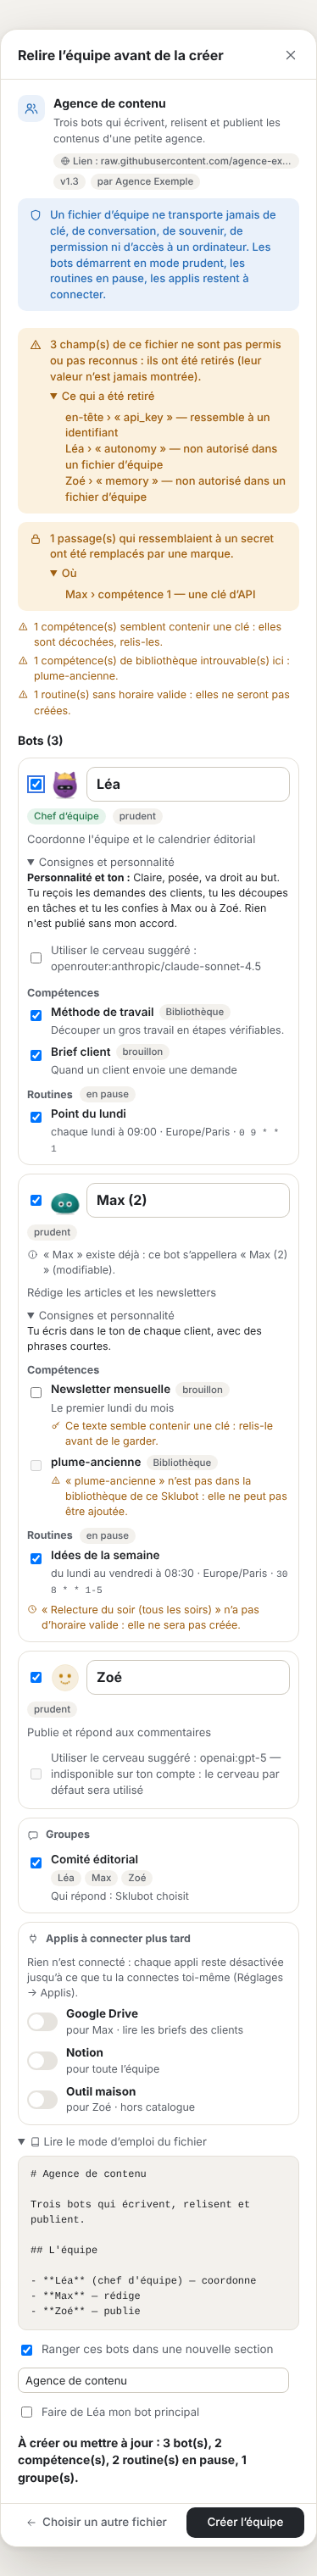 Relire l’équipe avant de la créer
Agence de contenu
Trois bots qui écrivent, relisent et publient les
contenus d'une petite agence.
Lien : raw.githubusercontent.com/agence-ex…
v1.3 par Agence Exemple
Un fichier d’équipe ne transporte jamais de
clé, de conversation, de souvenir, de
permission ni d’accès à un ordinateur. Les
bots démarrent en mode prudent, les
routines en pause, les applis restent à
connecter.
3 champ(s) de ce fichier ne sont pas permis
ou pas reconnus : ils ont été retirés (leur
valeur n’est jamais montrée).
Ce qui a été retiré
en-tête › « api_key » — ressemble à un
identifiant
Léa › « autonomy » — non autorisé dans
un fichier d’équipe
Zoé › « memory » — non autorisé dans un
fichier d’équipe
1 passage(s) qui ressemblaient à un secret
ont été remplacés par une marque.
Où
Max › compétence 1 — une clé d’API
1 compétence(s) semblent contenir une clé : elles
sont décochées, relis-les.
1 compétence(s) de bibliothèque introuvable(s) ici :
plume-ancienne.
1 routine(s) sans horaire valide : elles ne seront pas
créées.
Bots (3)
Léa
Chef d’équipe prudent
Coordonne l'équipe et le calendrier éditorial
Consignes et personnalité
Personnalité et ton : Claire, posée, va droit au but.
Tu reçois les demandes des clients, tu les découpes
en tâches et tu les confies à Max ou à Zoé. Rien
n'est publié sans mon accord.
Utiliser le cerveau suggéré :
openrouter:anthropic/claude-sonnet-4.5
Compétences
Méthode de travail Bibliothèque
Découper un gros travail en étapes vérifiables.
Brief client brouillon
Quand un client envoie une demande
Routines en pause
Point du lundi
chaque lundi à 09:00 · Europe/Paris · 0 9 * *
1
Max (2)
prudent
« Max » existe déjà : ce bot s’appellera « Max (2)
» (modifiable).
Rédige les articles et les newsletters
Consignes et personnalité
Tu écris dans le ton de chaque client, avec des
phrases courtes.
Compétences
Newsletter mensuelle brouillon
Le premier lundi du mois
Ce texte semble contenir une clé : relis-le
avant de le garder.
plume-ancienne Bibliothèque
« plume-ancienne » n’est pas dans la
bibliothèque de ce Sklubot : elle ne peut pas
être ajoutée.
Routines en pause
Idées de la semaine
du lundi au vendredi à 08:30 · Europe/Paris · 30
8 * * 1-5
« Relecture du soir (tous les soirs) » n’a pas
d’horaire valide : elle ne sera pas créée.
Zoé
prudent
Publie et répond aux commentaires
Utiliser le cerveau suggéré : openai:gpt-5 —
indisponible sur ton compte : le cerveau par
défaut sera utilisé
Groupes
Comité éditorial
Léa Max Zoé
Qui répond : Sklubot choisit
Applis à connecter plus tard
Rien n’est connecté : chaque appli reste désactivée
jusqu’à ce que tu la connectes toi-même (Réglages
→ Applis).
Google Drive
pour Max · lire les briefs des clients
Notion
pour toute l’équipe
Outil maison
pour Zoé · hors catalogue
Lire le mode d’emploi du fichier
# Agence de contenu
Trois bots qui écrivent, relisent et
publient.
## L'équipe
- **Léa** (chef d'équipe) — coordonne
- **Max** — rédige
- **Zoé** — publie
Ranger ces bots dans une nouvelle section
Agence de contenu
Faire de Léa mon bot principal
À créer ou mettre à jour : 3 bot(s), 2
compétence(s), 2 routine(s) en pause, 1
groupe(s).
← Choisir un autre fichier
Créer l’équipe